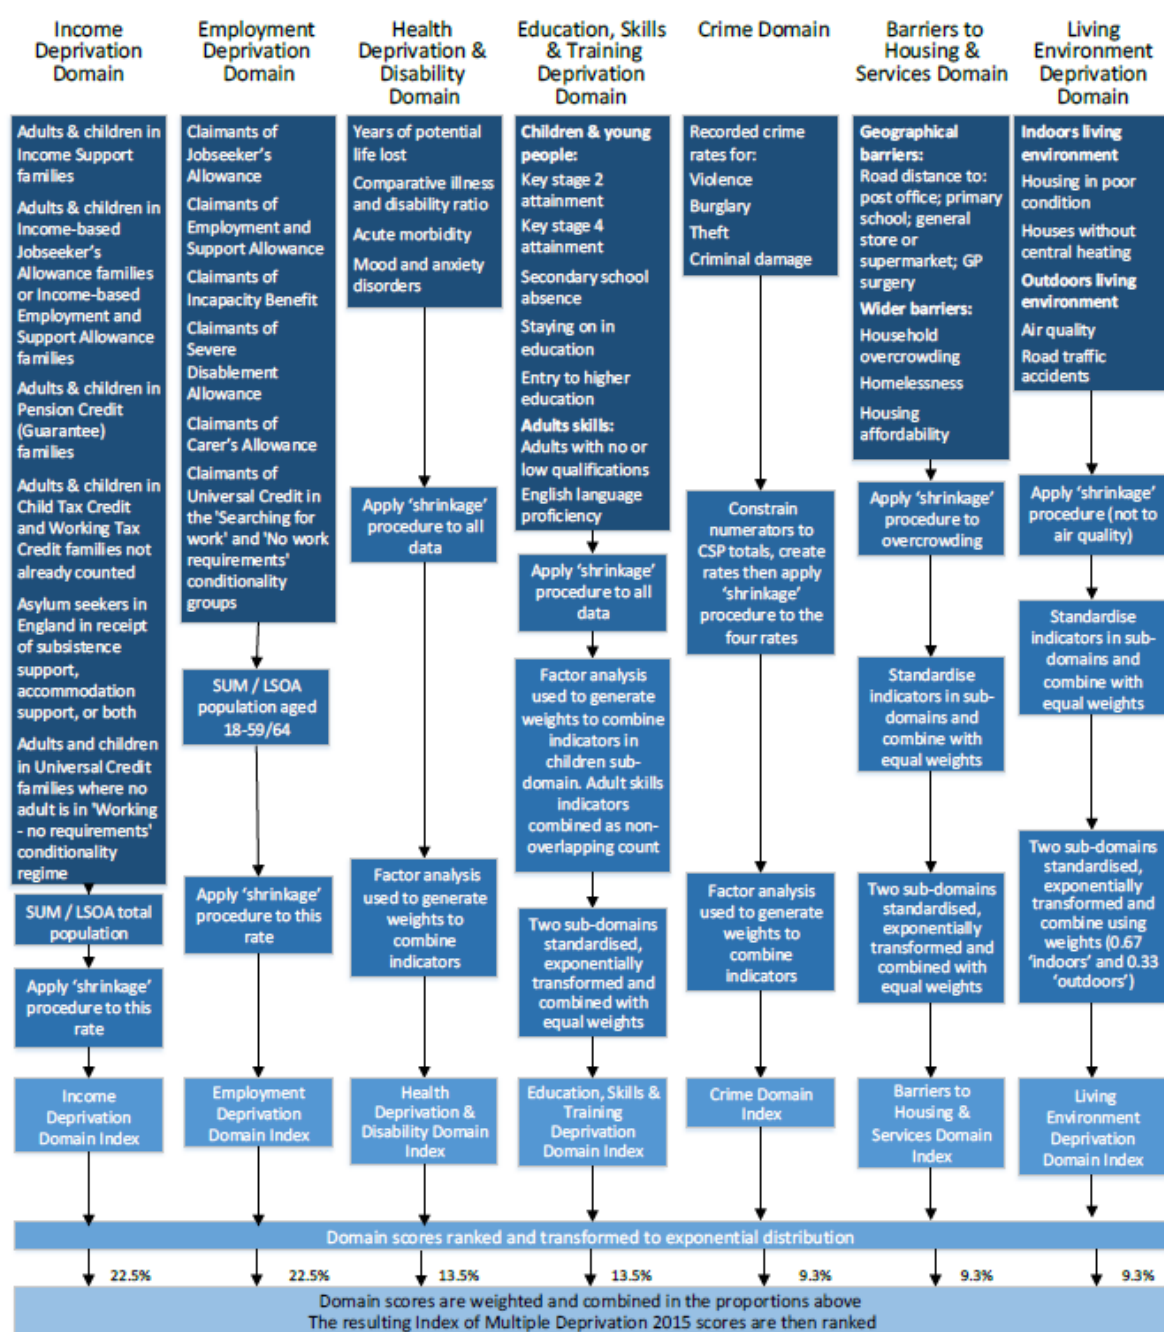 Income
Deprivation
Domain
Adults & children in
Income Support
families
Adults & children in
Income-based
Jobseeker's
Allowance families
or Income-based
Employment and
Support Allowance
families
Adults & children in
Pension Credit
(Guarantee)
families
Adults & children in
Child Tax Credit
and Working Tax
Credit families not
already counted
Asylum seekers in
England in receipt
of subsistence
support,
accommodation
support, or both
Adults and children
in Universal Credit
families where no
adult is in 'Working
- no requirements'
conditionality
regime
SUM / LSOA total
population
Apply 'shrinkage'
procedure to this
rate
Income
Deprivation
Domain Index
Employment
Deprivation
Domain
Claimants of
Jobseeker's
Allowance
Claimants of
Employment and
Support Allowance
Claimants of
Incapacity Benefit
Claimants of
Severe
Disablement
Allowance
Claimants of
Carer's Allowance
Claimants of
Universal Credit in
the 'Searching for
work' and 'No work
requirements'
conditionality
groups
SUM / LSOA
population aged
18-59/64
Apply 'shrinkage'
procedure to this
rate
Employment
Deprivation
Domain Index
Health
Deprivation &
Disability
Domain
Years of potential
life lost
Comparative illness
and disability ratio
Acute morbidity
Mood and anxiety
disorders
Apply 'shrinkage'
procedure to all
data
Factor analysis
used to generate
weights to
combine
indicators
Health
Deprivation &
Disability Domain
Index
Education, Skills
& Training
Deprivation
Domain
Children & young
people:
Key stage 2
attainment
Key stage 4
attainment
Secondary school
absence
Staying on in
education
Entry to higher
education
Adults skills:
Adults with no or
low qualifications
English language
proficiency
Apply 'shrinkage'
procedure to all
data
Factor analysis
used to generate
weights to combine
indicators in
children sub-
domain. Adult skills
indicators
combined as non-
overlapping count
Two sub-domains
standardised,
exponentially
transformed and
combined with
equal weights
Education, Skills &
Training
Deprivation
Domain Index
Crime Domain
Recorded crime
rates for:
Violence
Burglary
Theft
Criminal damage
Constrain
numerators to
CSP totals, create
rates then apply
'shrinkage'
procedure to the
four rates
Factor analysis
used to generate
weights to
combine
indicators
Crime Domain
Index
Barriers to
Housing &
Services Domain
Geographical
barriers:
Road distance to:
post office; primary
school; general
store or
supermarket; GP
surgery
Wider barriers:
Household
overcrowding
Homelessness
Housing
affordability
Apply 'shrinkage'
procedure to
overcrowding
Standardise
indicators in sub-
domains and
combine with
equal weights
Two sub-domains
standardised,
exponentially
transformed and
combined with
equal weights
Barriers to
Housing &
Services Domain
Index
Living
Environment
Deprivation
Domain
Indoors living
environment
Housing in poor
condition
Houses without
central heating
Outdoors living
environment
Air quality
Road traffic
accidents
Apply 'shrinkage'
procedure (not to
air quality)
Standardise
indicators in sub-
domains and
combine with
equal weights
Two sub-domains
standardised,
exponentially
transformed and
combine using
weights (0.67
'indoors' and 0.33
'outdoors')
Living
Environment
Deprivation
Domain Index
Domain scores ranked and transformed to exponential distribution
22.5% 22.5% 13.5% 13.5% 9.3% 9.3% 9.3%
Domain scores are weighted and combined in the proportions above
The resulting Index of Multiple Deprivation 2015 scores are then ranked